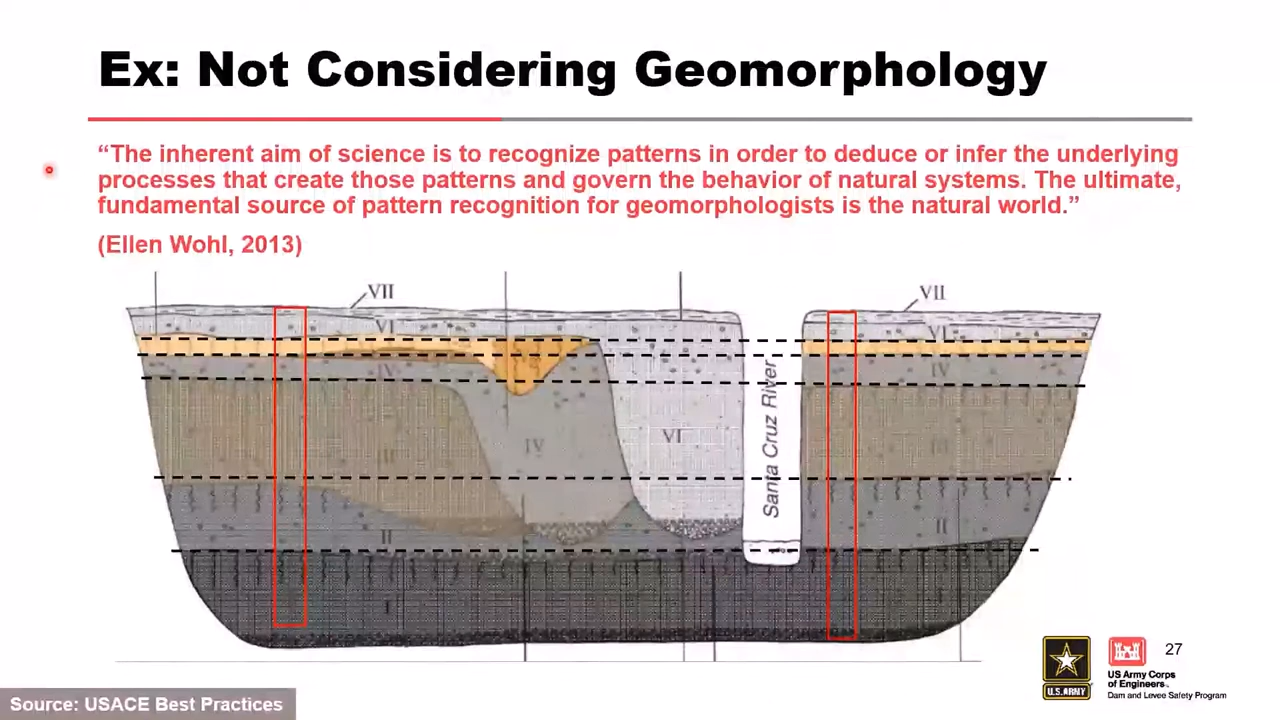 Ex: Not Considering Geomorphology
“The inherent aim of science is to recognize patterns in order to deduce or infer the underlying
processes that create those patterns and govern the behavior of natural systems. The ultimate,
fundamental source of pattern recognition for geomorphologists is the natural world.”
(Ellen Wohl, 2013)
VII
VII
VI
VI
IV
IV
IV
VI
III
III
Santa Cruz River
II
II
I
I
27
U.S. ARMY
US Army Corps
of Engineers®
Dam and Levee Safety Program
Source: USACE Best Practices